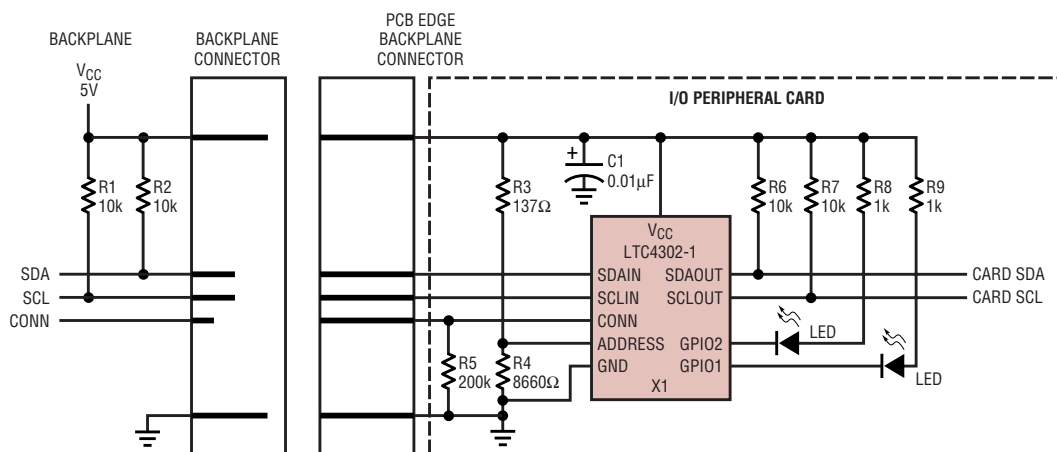 PCB EDGE
BACKPLANE
CONNECTOR
BACKPLANE
BACKPLANE
CONNECTOR
VCC
5V
I/O PERIPHERAL CARD
R1
10k
R2
10k
R3
137Ω
+
C1
0.01μF
R6
10k
R7
10k
R8
1k
R9
1k
VCC
LTC4302-1
SDA
SCL
CONN
SDAIN
SCLIN
CONN
ADDRESS
GND
SDAOUT
SCLOUT
GPIO2
GPIO1
X1
CARD SDA
CARD SCL
LED
LED
R5
200k
R4
8660Ω